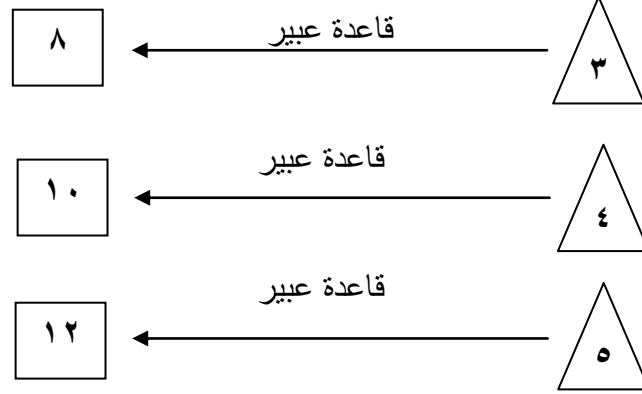 ٣ قاعدة عبير ٨
٤ قاعدة عبير ١٠
٥ قاعدة عبير ١٢